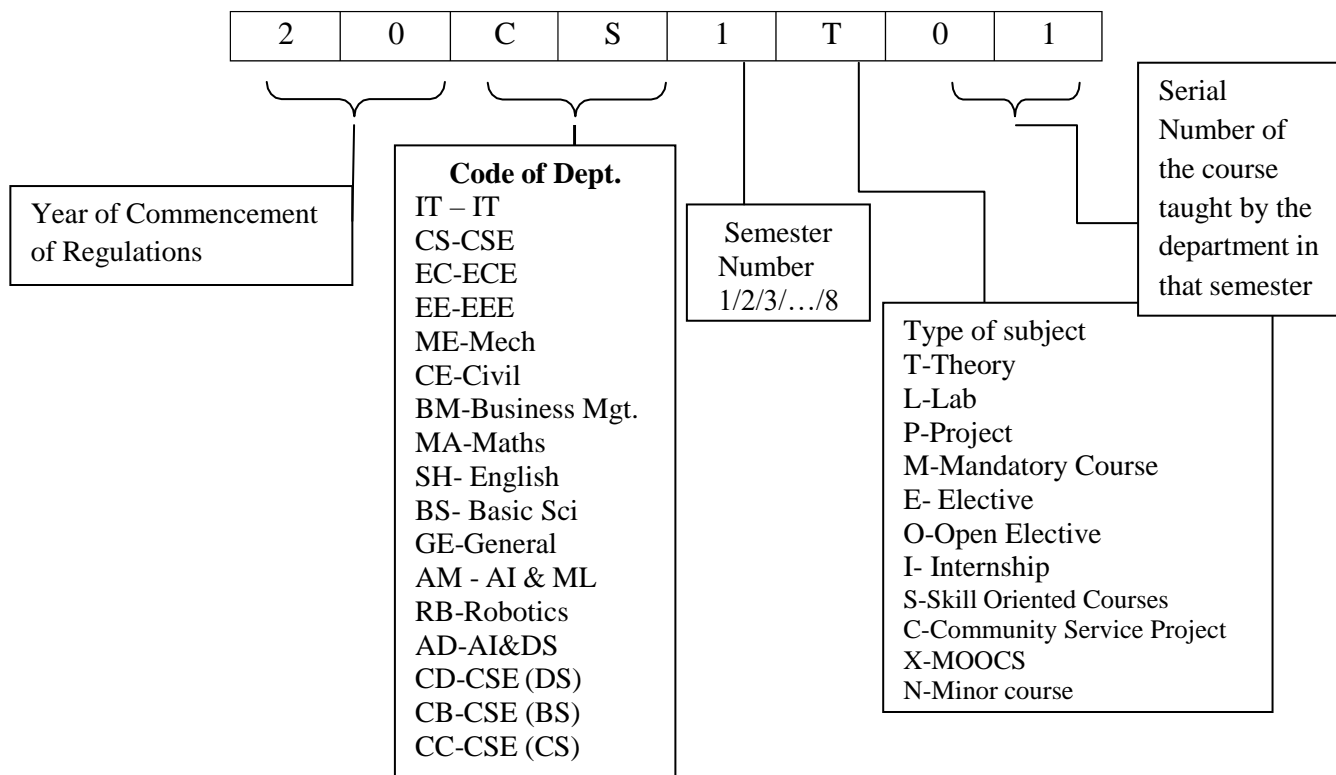 2 0 C S 1 T 0 1
Year of Commencement
of Regulations
Code of Dept.
IT – IT
CS-CSE
EC-ECE
EE-EEE
ME-Mech
CE-Civil
BM-Business Mgt.
MA-Maths
SH- English
BS- Basic Sci
GE-General
AM - AI & ML
RB-Robotics
AD-AI&DS
CD-CSE (DS)
CB-CSE (BS)
CC-CSE (CS)
Semester
Number
1/2/3/…/8
Type of subject
T-Theory
L-Lab
P-Project
M-Mandatory Course
E- Elective
O-Open Elective
I- Internship
S-Skill Oriented Courses
C-Community Service Project
X-MOOCS
N-Minor course
Serial
Number of
the course
taught by the
department in
that semester